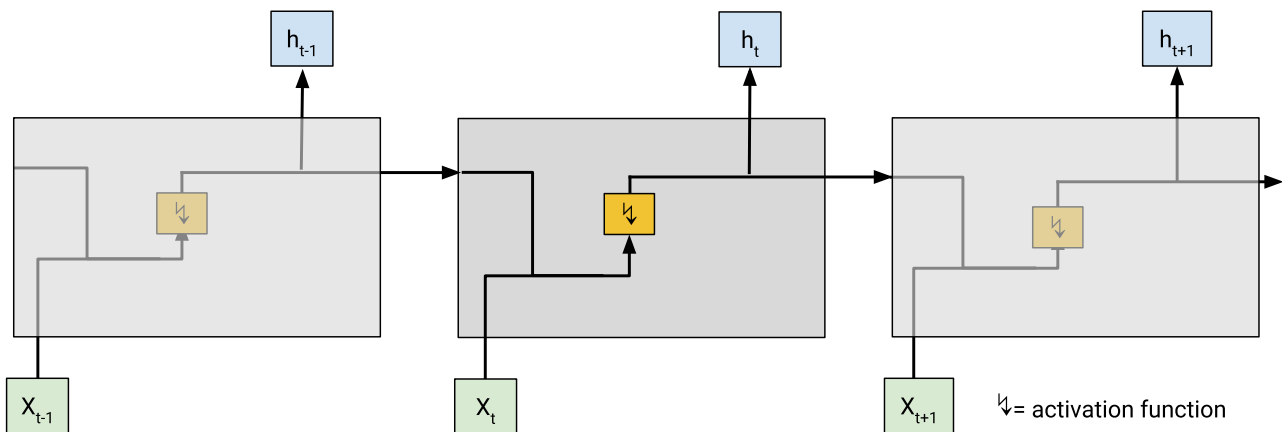 h t-1
h t
h t+1
X t-1
X t
X t+1
↯= activation function